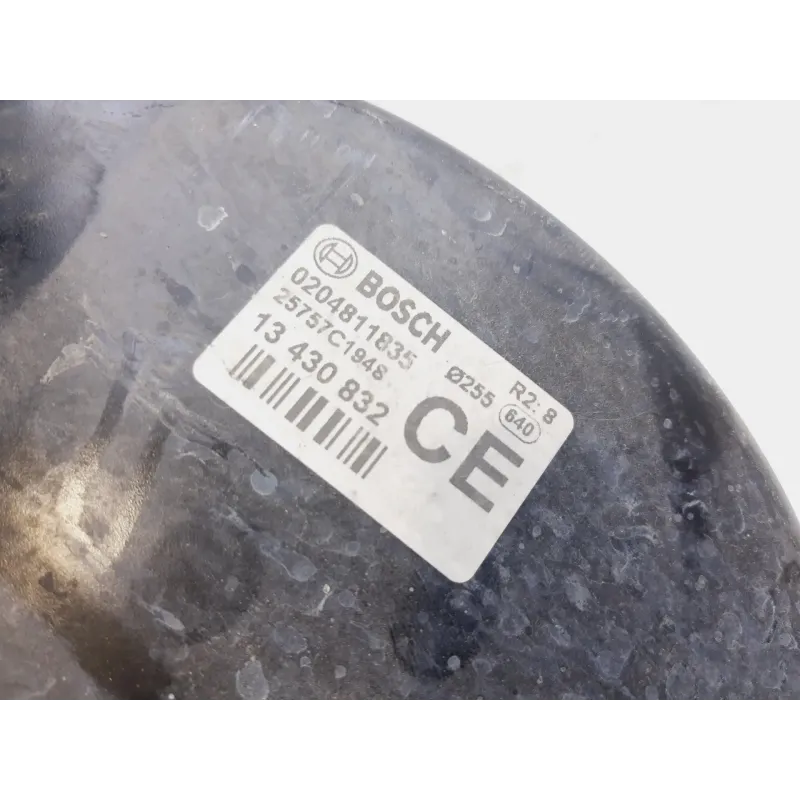 BOSCH
0204811835
25757C1948
13 430 832
Ø255
R2: 8
640
CE